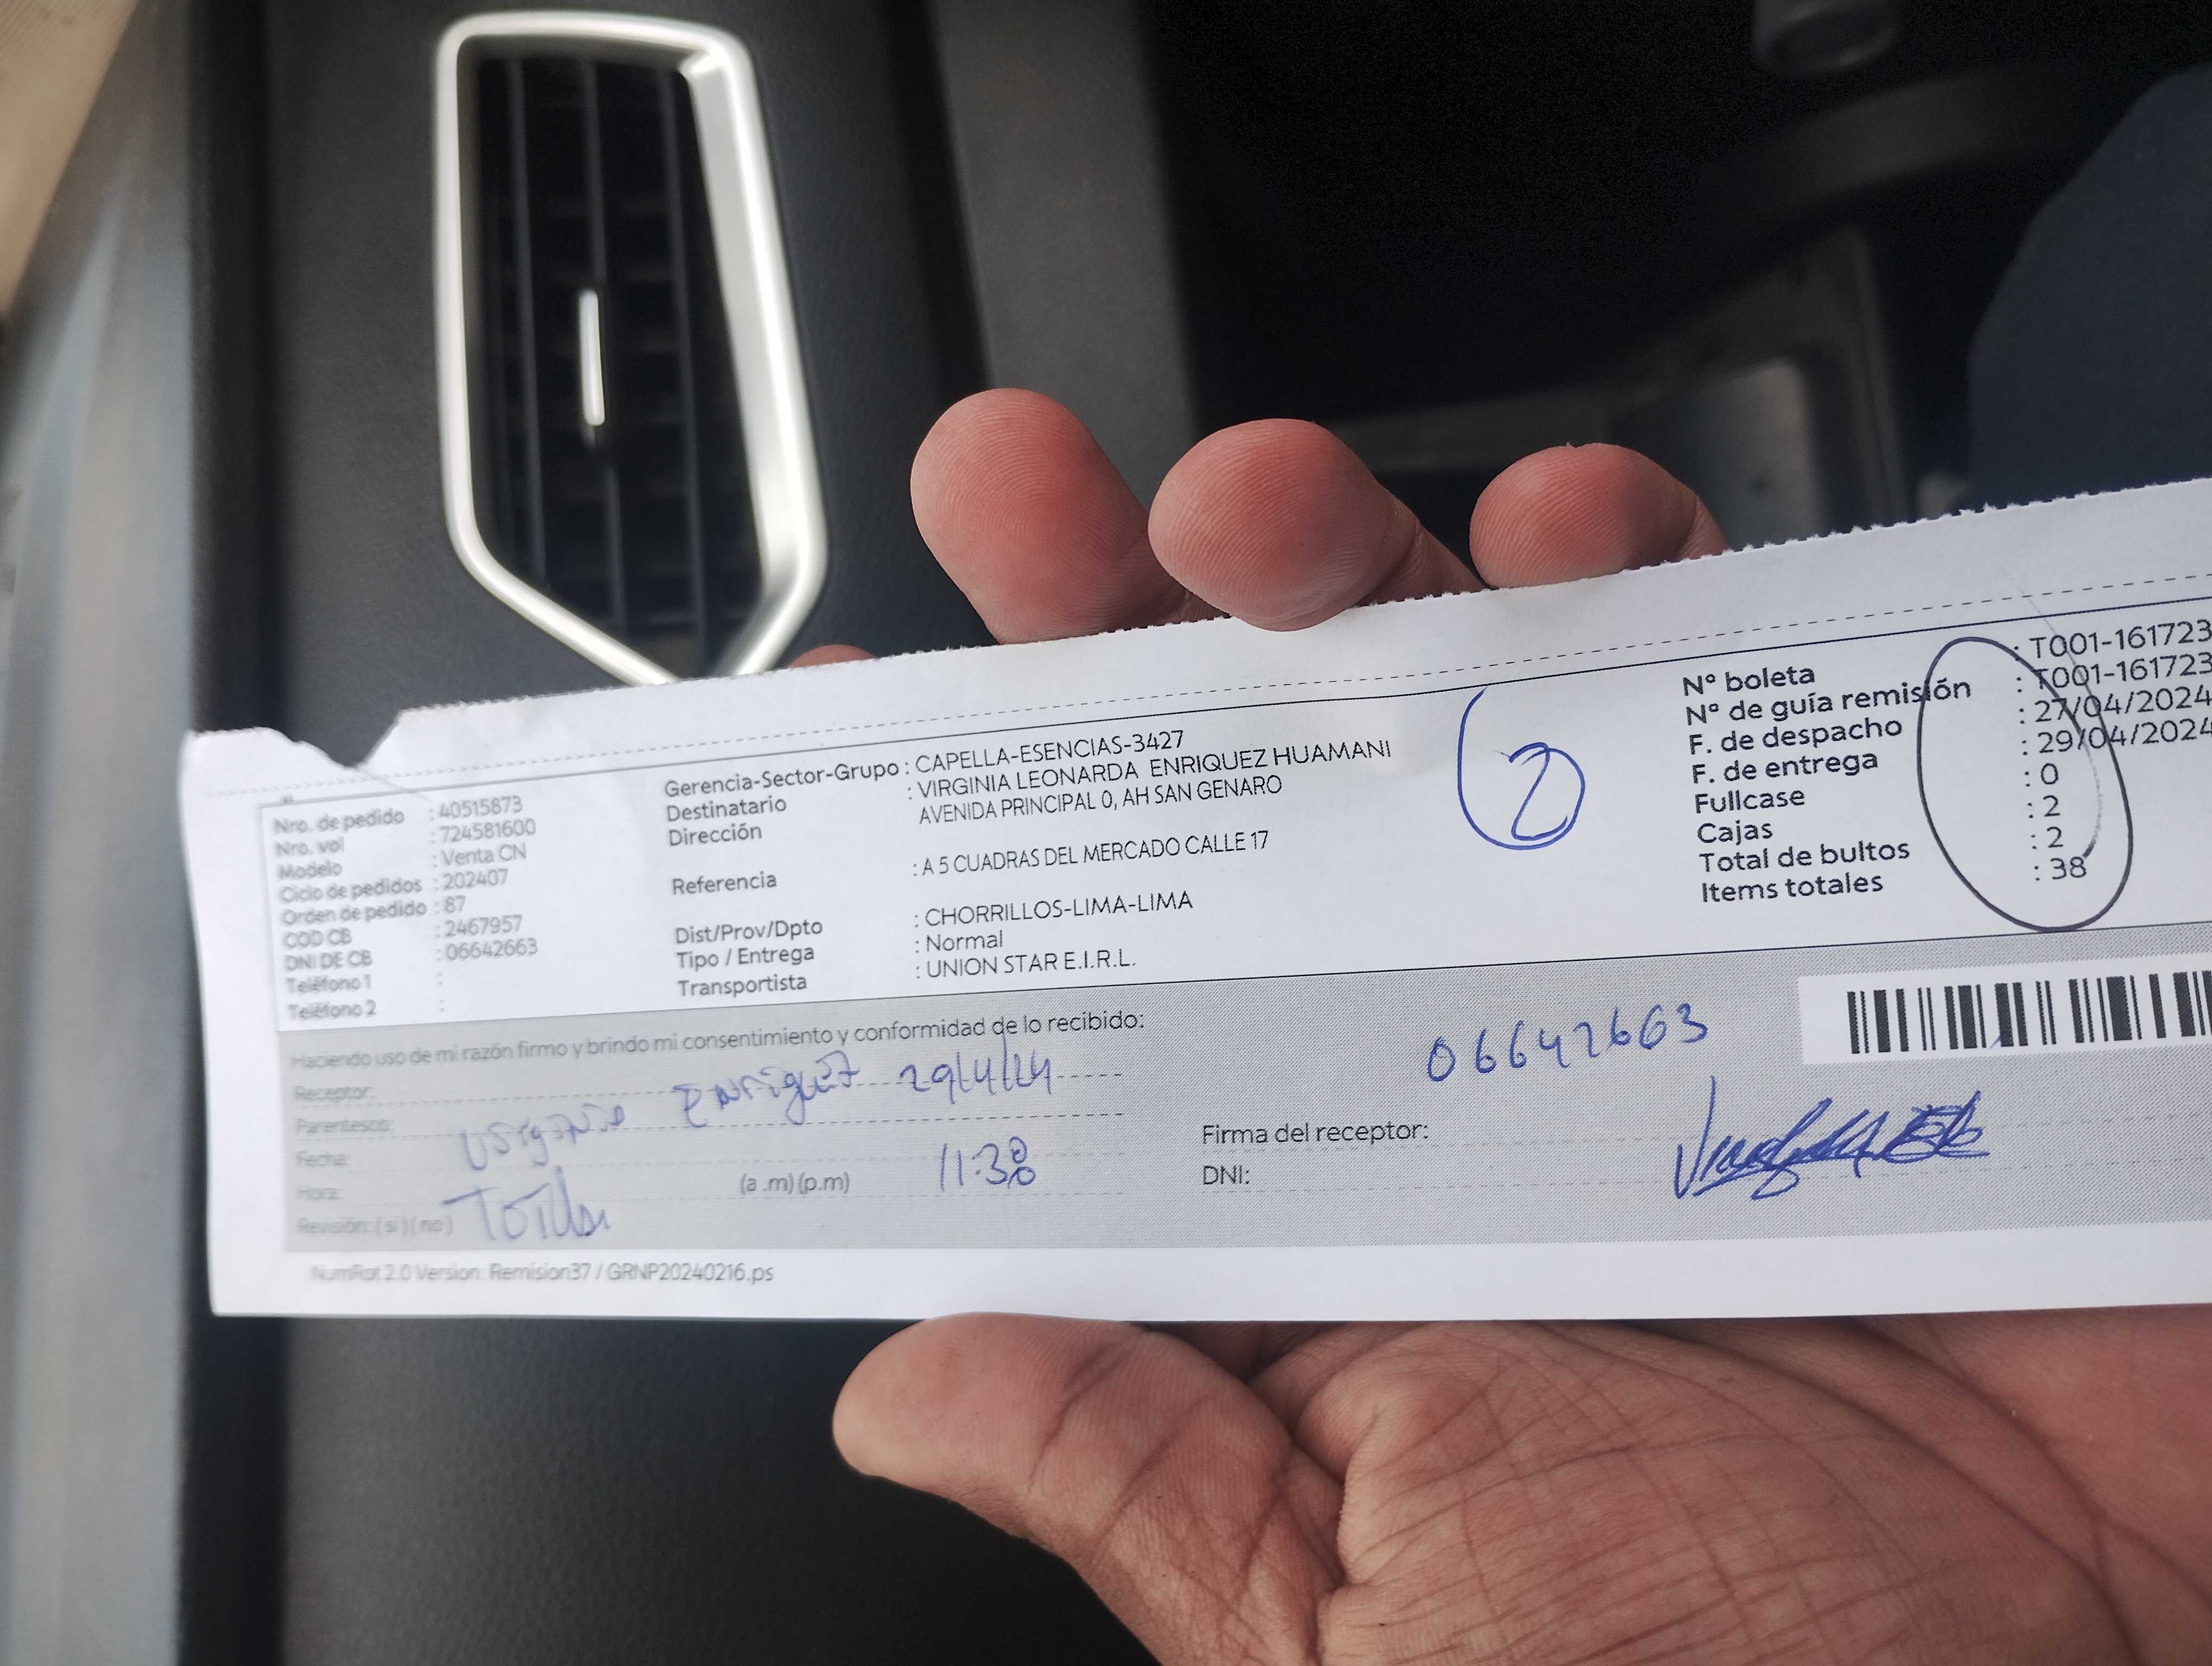 Nro. de pedido : 40515873
Nro. vol : 724581600
Modelo : Venta CN
Ciclo de pedidos : 202407
Orden de pedido : 87
COD CB : 2467957
DNI DE CB : 06642663
Teléfono 1 :
Teléfono 2 :
Gerencia-Sector-Grupo : CAPELLA-ESENCIAS-3427
Destinatario : VIRGINIA LEONARDA ENRIQUEZ HUAMANI
Dirección AVENIDA PRINCIPAL 0, AH SAN GENARO
Referencia : A 5 CUADRAS DEL MERCADO CALLE 17
Dist/Prov/Dpto : CHORRILLOS-LIMA-LIMA
Tipo / Entrega : Normal
Transportista : UNION STAR E.I.R.L.
2
N° boleta : T001-161723
N° de guía remisión : T001-161723
F. de despacho : 27/04/2024
F. de entrega : 29/04/2024
Fullcase : 0
Cajas : 2
Total de bultos : 2
Items totales : 38
Haciendo uso de mi razón firmo y brindo mi consentimiento y conformidad de lo recibido:
Receptor: Enriquez 29/4/24
Parentesco:
Fecha:
Hora: (a .m) (p.m) 11:38
Revisión: ( si ) ( no )
06642663
Firma del receptor:
DNI:
NumRot 2.0 Version: Remision37 / GRNP20240216.ps